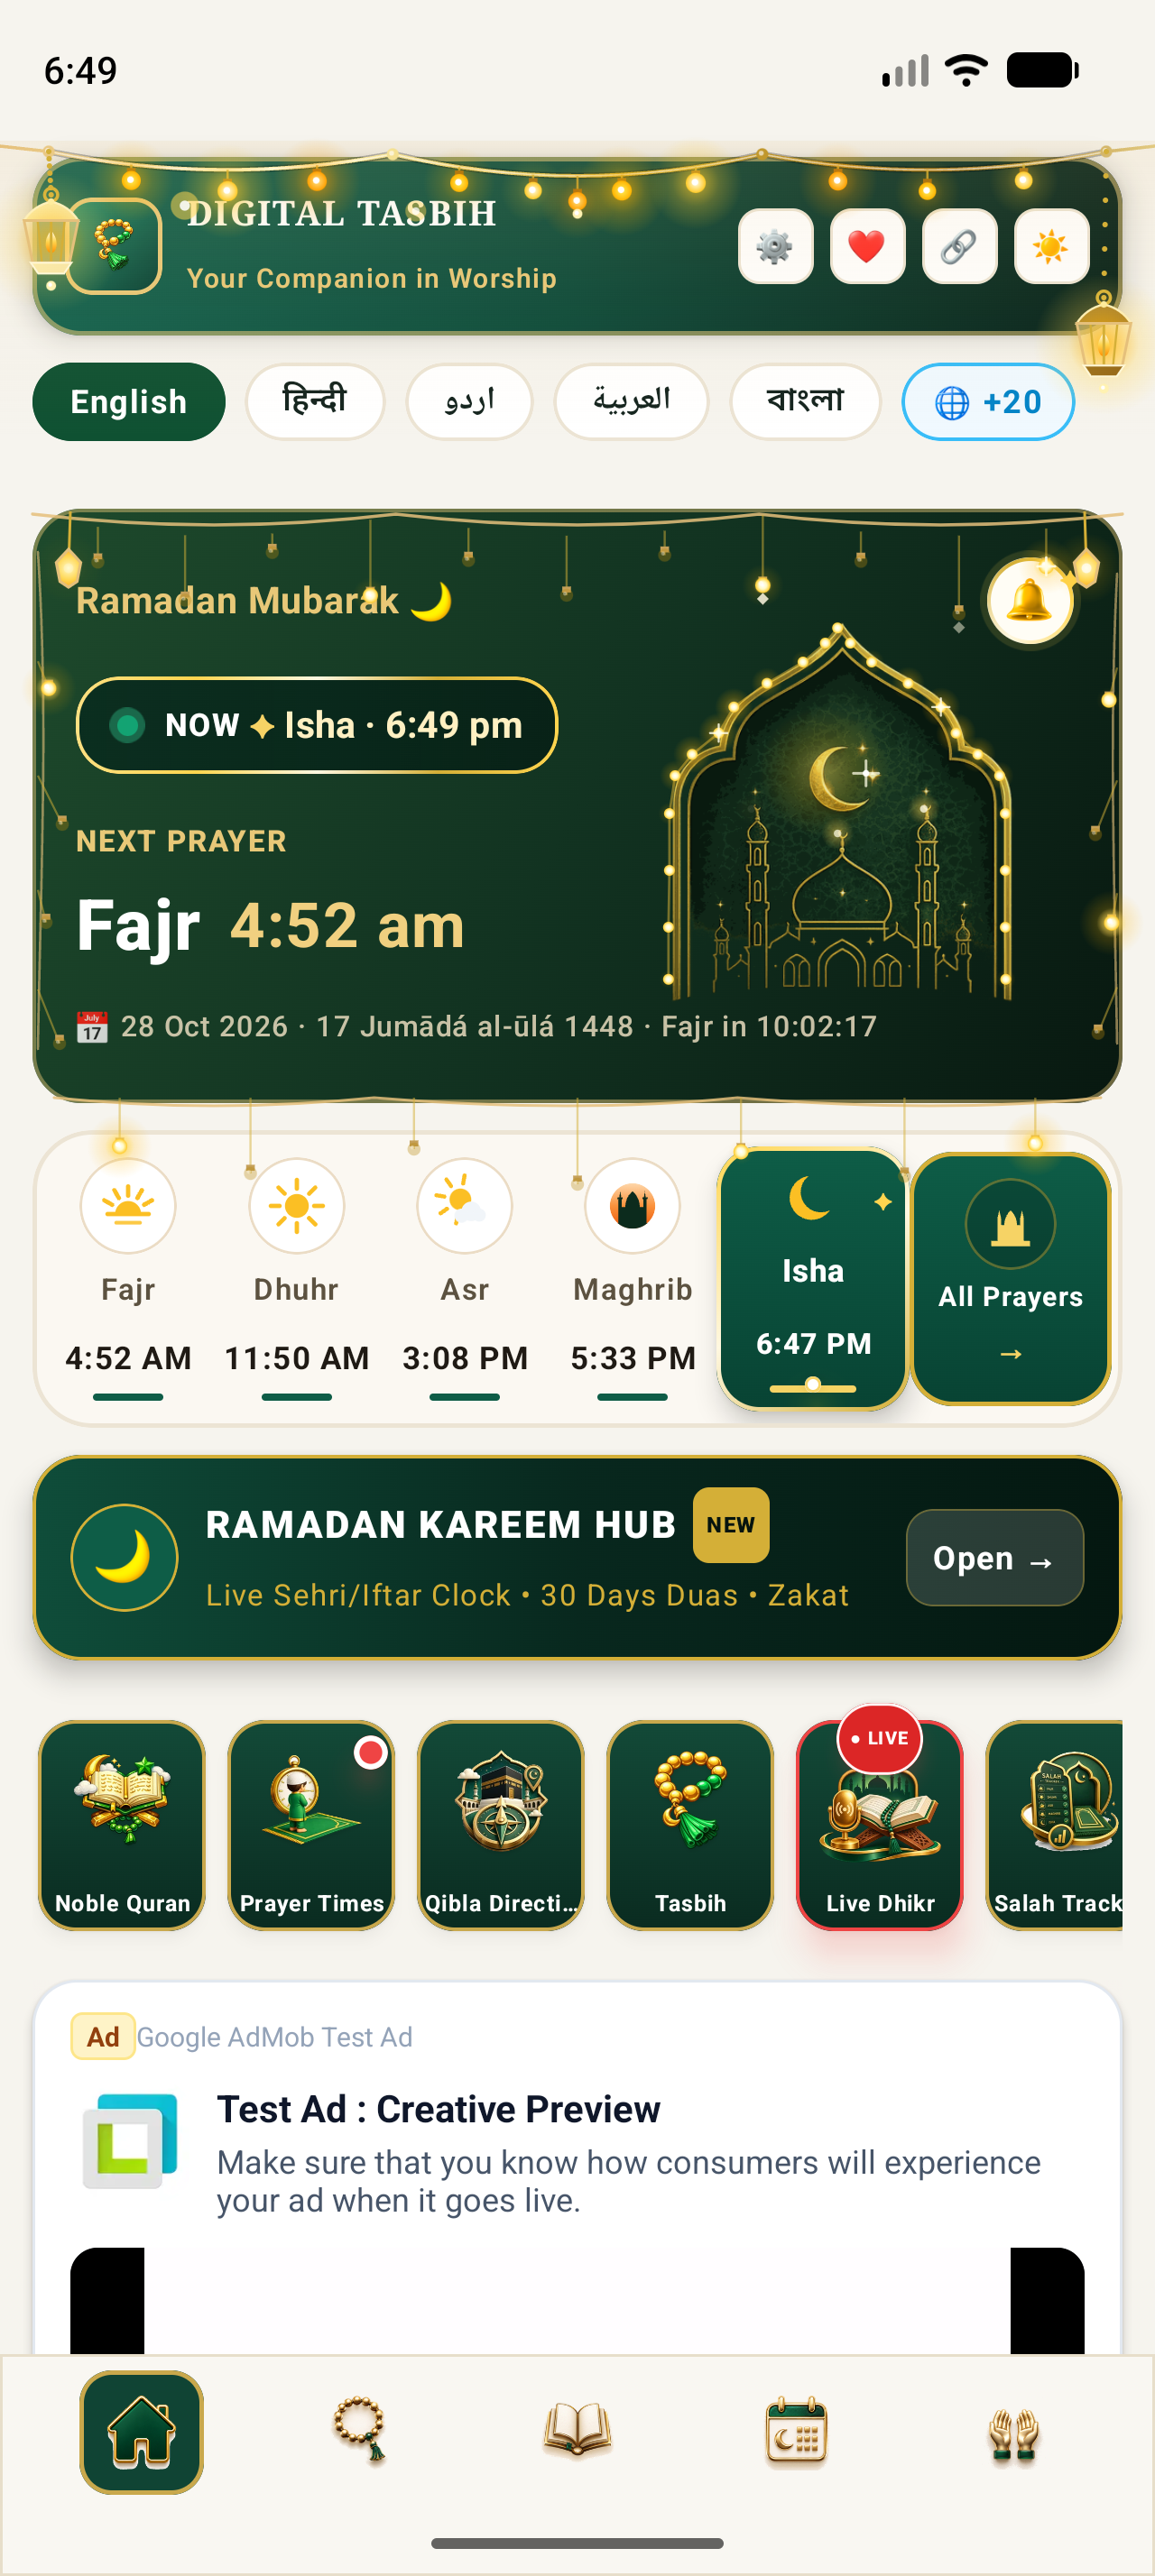 6:49
DIGITAL TASBIH
Your Companion in Worship
English
हिन्दी
اردو
العربية
বাংলা
+20
Ramadan Mubarak
NOW Isha · 6:49 pm
NEXT PRAYER
Fajr 4:52 am
July 17 28 Oct 2026 · 17 Jumādá al-ūlá 1448 · Fajr in 10:02:17
Fajr
4:52 AM
Dhuhr
11:50 AM
Asr
3:08 PM
Maghrib
5:33 PM
Isha
6:47 PM
All Prayers
→
RAMADAN KAREEM HUB NEW
Live Sehri/Iftar Clock • 30 Days Duas • Zakat
Open →
Noble Quran
Prayer Times
Qibla Directi...
Tasbih
• LIVE
Live Dhikr
SALAH
Salah Track
Ad Google AdMob Test Ad
Test Ad : Creative Preview
Make sure that you know how consumers will experience
your ad when it goes live.